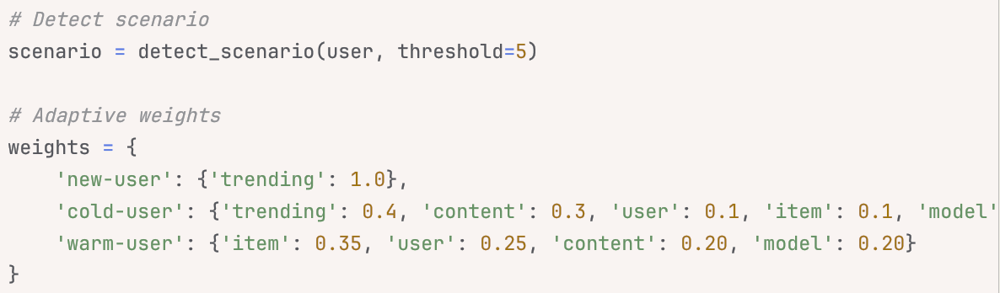 # Detect scenario
scenario = detect_scenario(user, threshold=5)
# Adaptive weights
weights = {
    'new-user': {'trending': 1.0},
    'cold-user': {'trending': 0.4, 'content': 0.3, 'user': 0.1, 'item': 0.1, 'model'
    'warm-user': {'item': 0.35, 'user': 0.25, 'content': 0.20, 'model': 0.20}
}